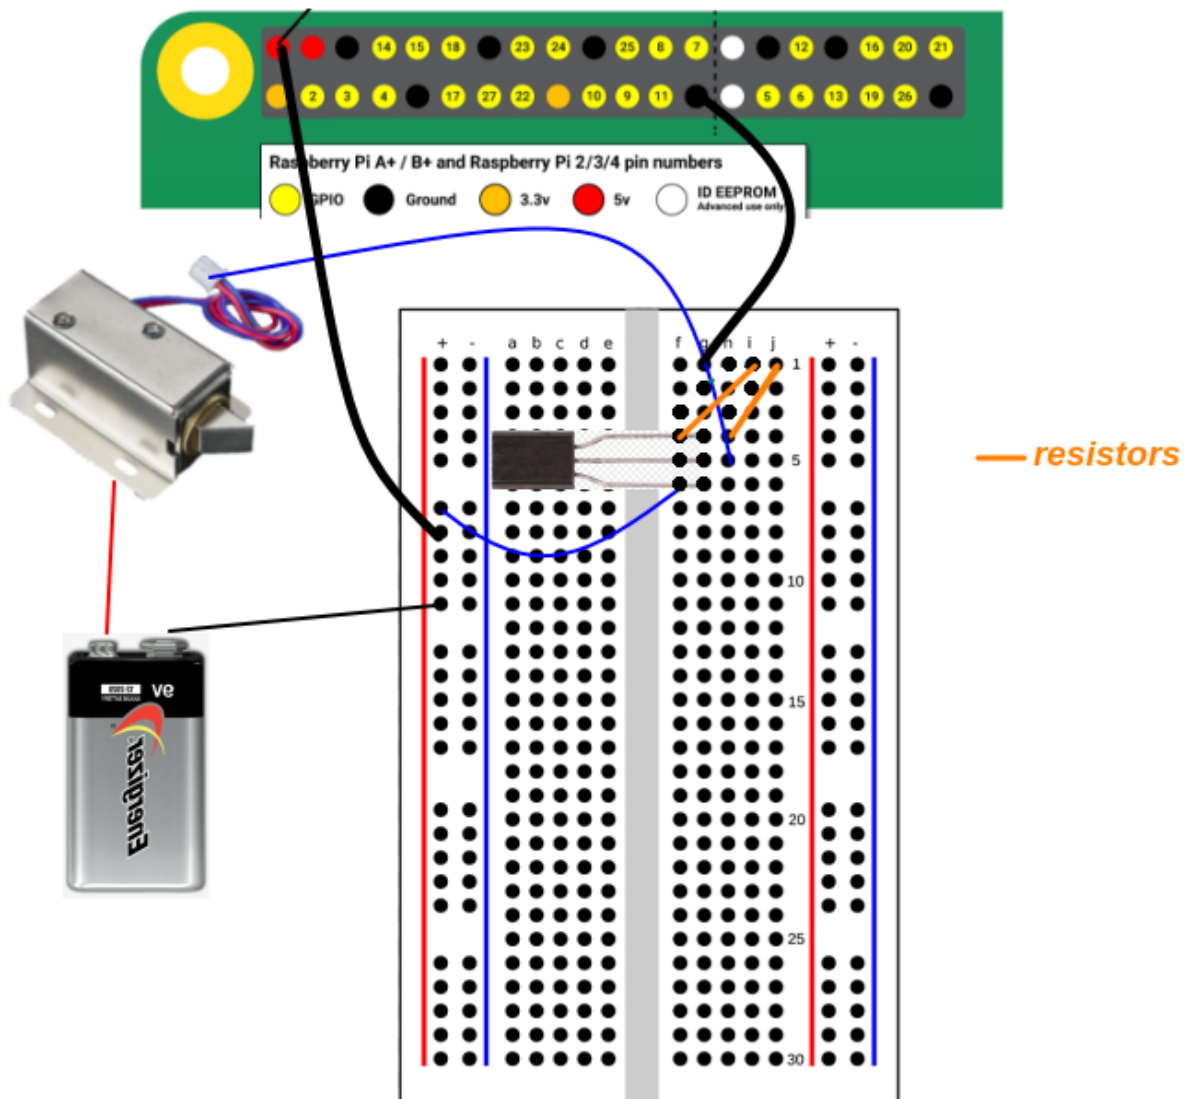 14 15 18 23 24 25 8 7 12 16 20 21
2 3 4 17 27 22 10 9 11 5 6 13 19 26
Raspberry Pi A+ / B+ and Raspberry Pi 2/3/4 pin numbers
GPIO Ground 3.3v 5v ID EEPROM
Advanced use only
+ - a b c d e f g h i j + -
1
5
resistors
10
15
20
25
30
9V
Energizer